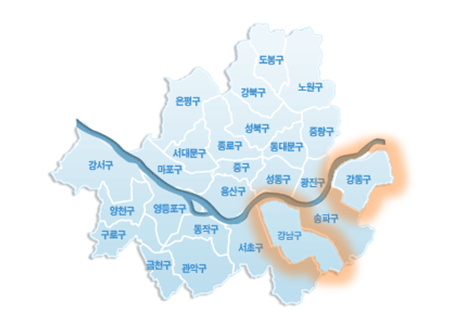 도봉구
노원구
강북구
은평구
성북구
중랑구
서대문구
종로구
동대문구
강서구
마포구
중구
성동구
광진구
강동구
용산구
양천구
영등포구
송파구
구로구
동작구
강남구
서초구
금천구
관악구